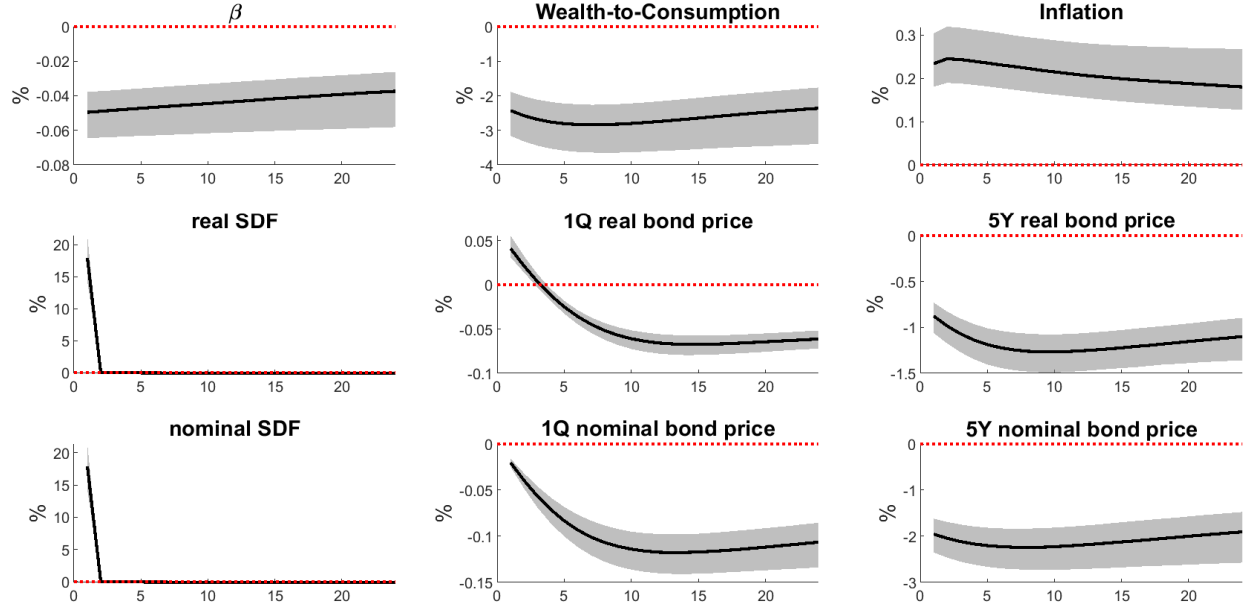 β
%
0
-0.02
-0.04
-0.06
-0.08
0 5 10 15 20
Wealth-to-Consumption
%
0
-1
-2
-3
-4
0 5 10 15 20
Inflation
%
0.3
0.2
0.1
0
0 5 10 15 20
real SDF
%
20
15
10
5
0
0 5 10 15 20
1Q real bond price
%
0.05
0
-0.05
-0.1
0 5 10 15 20
5Y real bond price
%
0
-0.5
-1
-1.5
0 5 10 15 20
nominal SDF
%
20
15
10
5
0
0 5 10 15 20
1Q nominal bond price
%
0
-0.05
-0.1
-0.15
0 5 10 15 20
5Y nominal bond price
%
0
-1
-2
-3
0 5 10 15 20